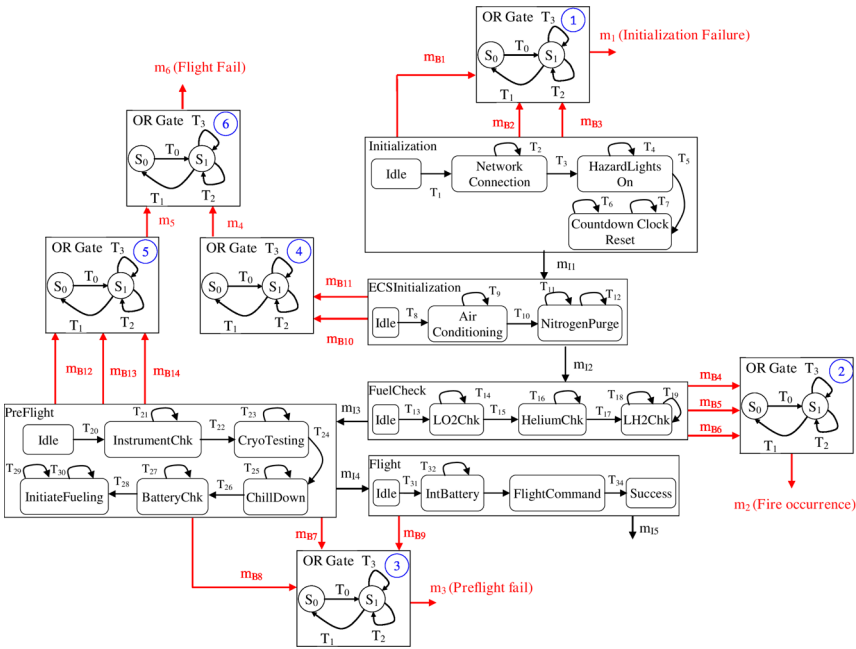 OR Gate T3 1
S0 T0 S1
T1 T2
m1 (Initialization Failure)
mB1
mB2
mB3
m6 (Flight Fail)
OR Gate T3 6
S0 T0 S1
T1 T2
m5
m4
Initialization
Idle
T1
Network
Connection
T2
T3
HazardLights
On
T4
T5
T6
T7
Countdown Clock
Reset
mI1
OR Gate T3 5
S0 T0 S1
T1 T2
OR Gate T3 4
S0 T0 S1
T1 T2
mB11
mB10
ECSInitialization
Idle
T8
Air
Conditioning
T9
T10
NitrogenPurge
T11
T12
mI2
mB12
mB13
mB14
FuelCheck
Idle
T13
LO2Chk
T14
T15
HeliumChk
T16
T17
LH2Chk
T18
T19
mI3
mB4
mB5
mB6
OR Gate T3 2
S0 T0 S1
T1 T2
m2 (Fire occurrence)
PreFlight
Idle
T20
InstrumentChk
T21
T22
CryoTesting
T23
T24
ChillDown
T25
T26
BatteryChk
T27
T28
InitiateFueling
T29
T30
mI4
Flight
Idle
T31
IntBattery
T32
FlightCommand
T34
Success
mI5
mB7
mB8
mB9
OR Gate T3 3
S0 T0 S1
T1 T2
m3 (Preflight fail)